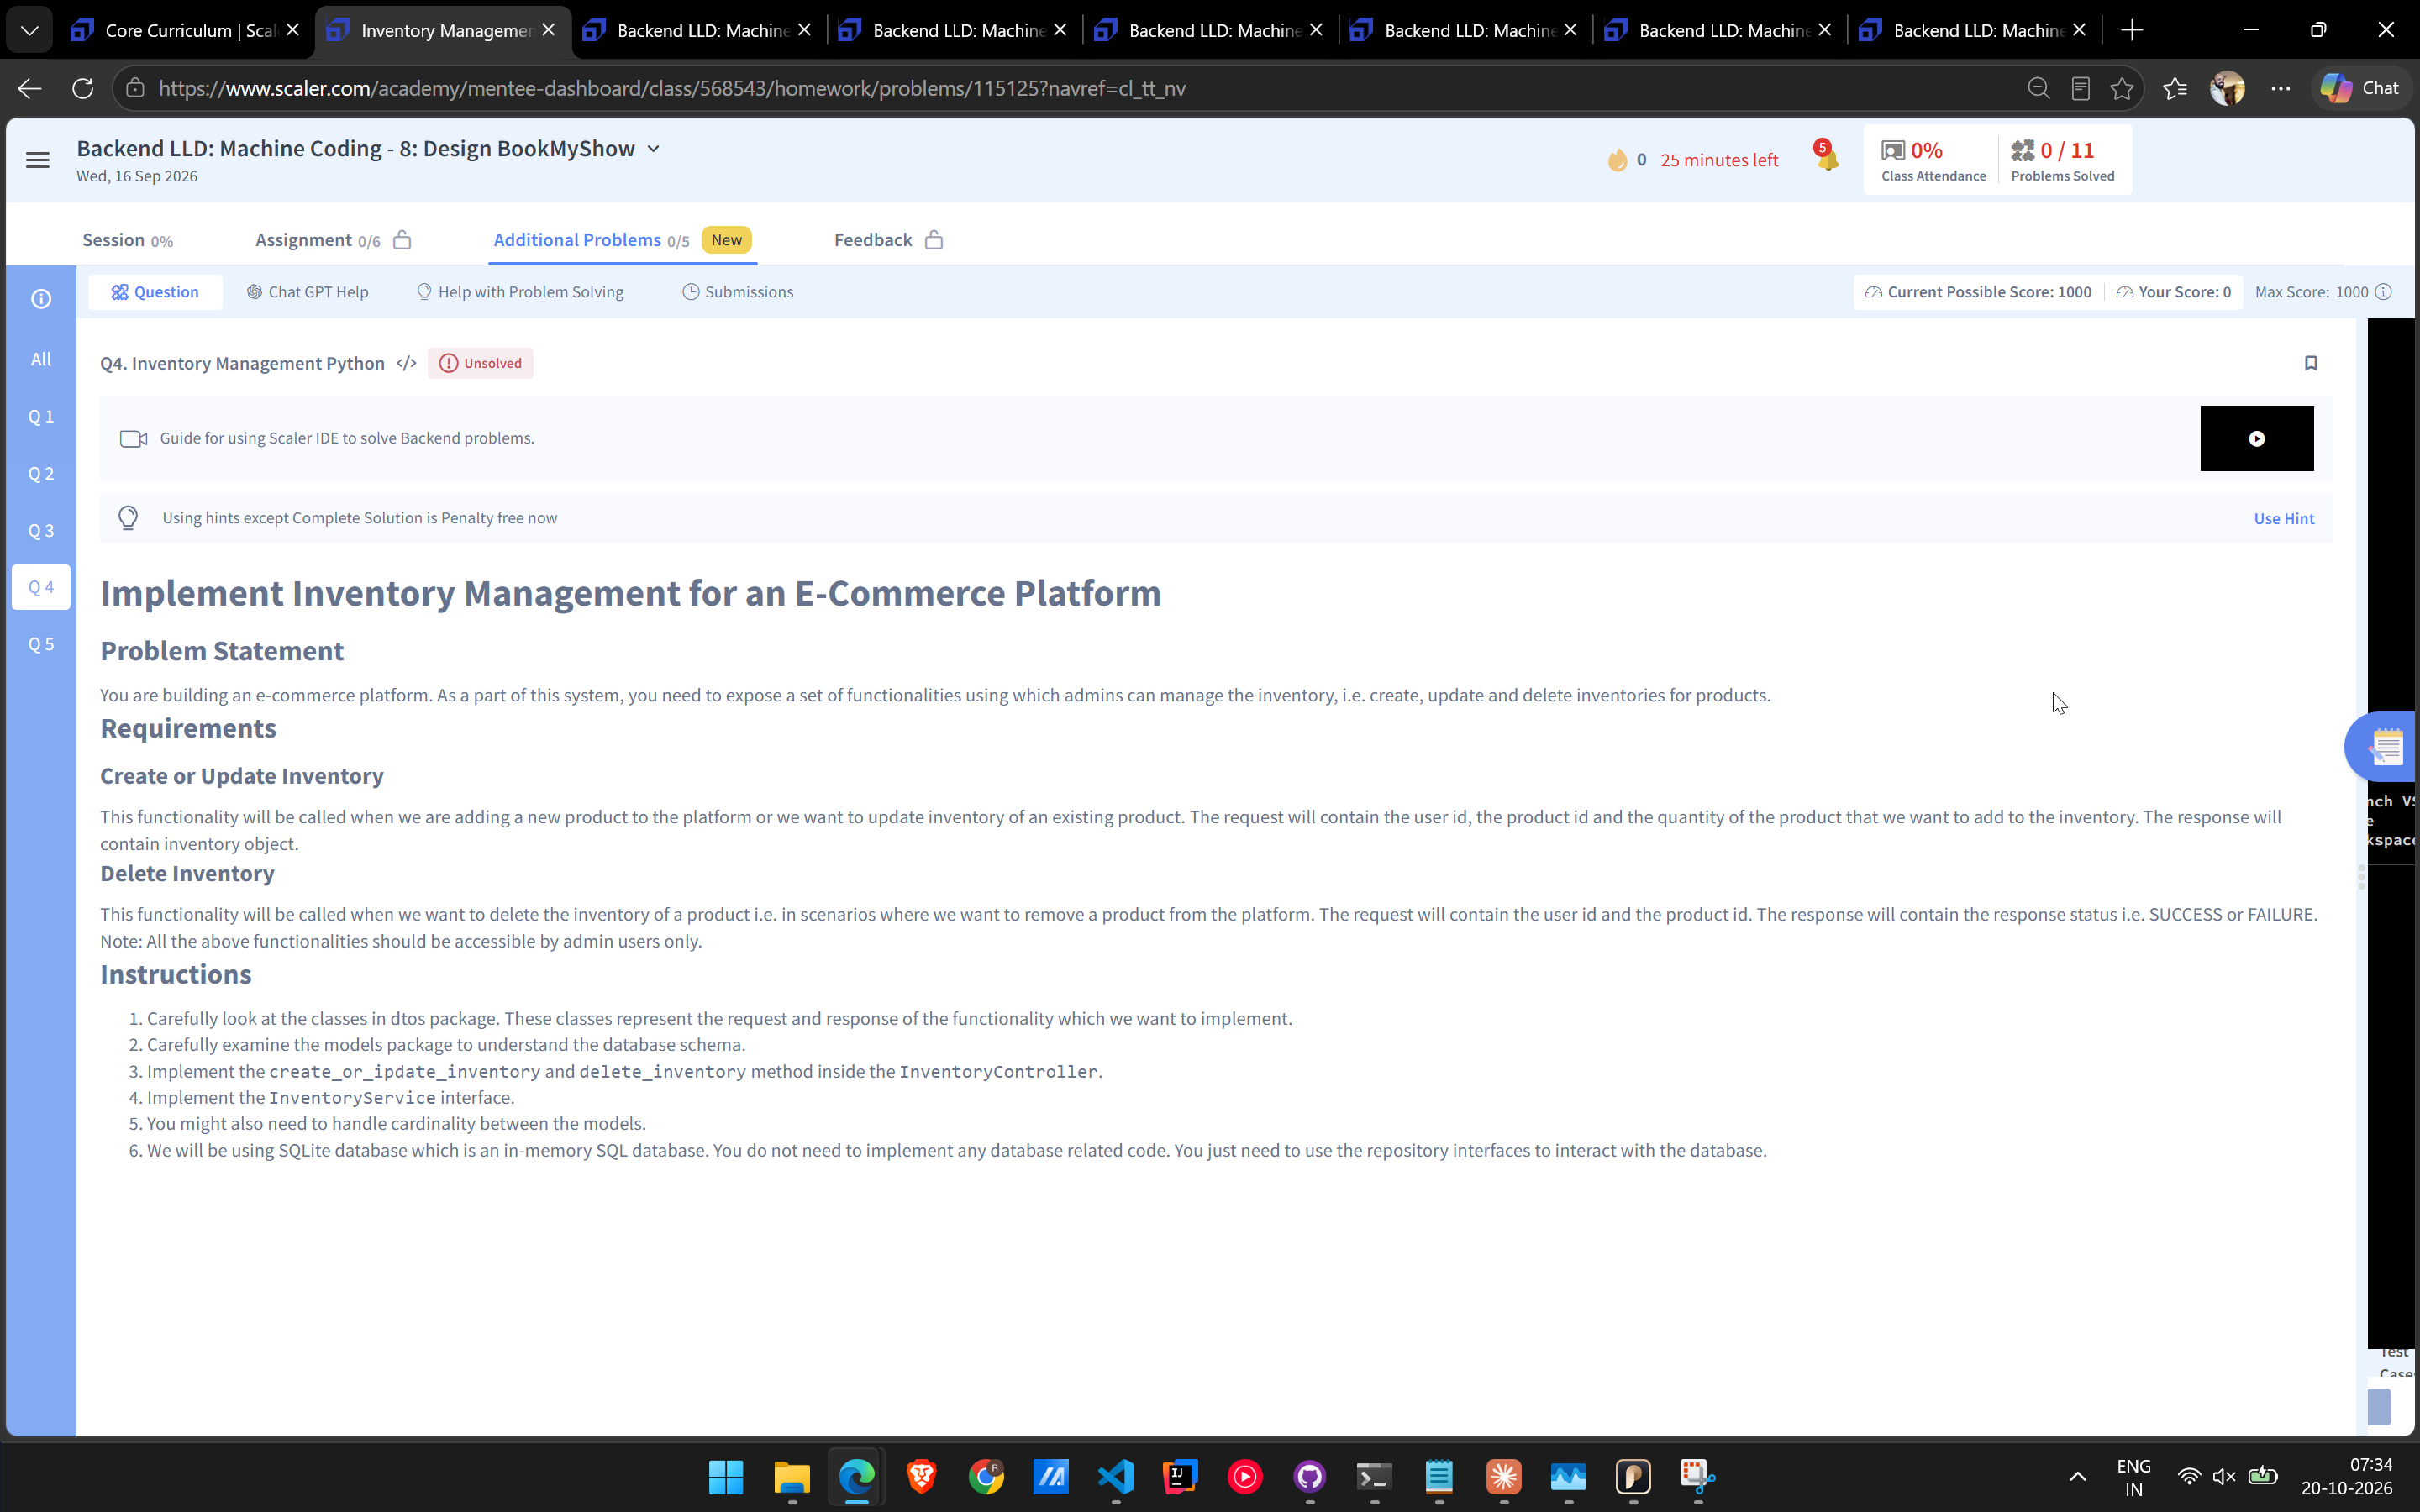 Core Curriculum | Scal
Inventory Managemen
Backend LLD: Machine
Backend LLD: Machine
Backend LLD: Machine
Backend LLD: Machine
Backend LLD: Machine
Backend LLD: Machine
https://www.scaler.com/academy/mentee-dashboard/class/568543/homework/problems/115125?navref=cl_tt_nv
Chat
Backend LLD: Machine Coding - 8: Design BookMyShow
Wed, 16 Sep 2026
0 25 minutes left
5
0%
Class Attendance
0 / 11
Problems Solved
Session 0%
Assignment 0/6
Additional Problems 0/5 New
Feedback
Question
Chat GPT Help
Help with Problem Solving
Submissions
Current Possible Score: 1000
Your Score: 0
Max Score: 1000
All
Q 1
Q 2
Q 3
Q 4
Q 5
Q4. Inventory Management Python </> Unsolved
Guide for using Scaler IDE to solve Backend problems.
Using hints except Complete Solution is Penalty free now
Use Hint
Implement Inventory Management for an E-Commerce Platform
Problem Statement
You are building an e-commerce platform. As a part of this system, you need to expose a set of functionalities using which admins can manage the inventory, i.e. create, update and delete inventories for products.
Requirements
Create or Update Inventory
This functionality will be called when we are adding a new product to the platform or we want to update inventory of an existing product. The request will contain the user id, the product id and the quantity of the product that we want to add to the inventory. The response will
contain inventory object.
Delete Inventory
This functionality will be called when we want to delete the inventory of a product i.e. in scenarios where we want to remove a product from the platform. The request will contain the user id and the product id. The response will contain the response status i.e. SUCCESS or FAILURE.
Note: All the above functionalities should be accessible by admin users only.
Instructions
1. Carefully look at the classes in dtos package. These classes represent the request and response of the functionality which we want to implement.
2. Carefully examine the models package to understand the database schema.
3. Implement the create_or_ipdate_inventory and delete_inventory method inside the InventoryController.
4. Implement the InventoryService interface.
5. You might also need to handle cardinality between the models.
6. We will be using SQLite database which is an in-memory SQL database. You do not need to implement any database related code. You just need to use the repository interfaces to interact with the database.
nch VS
e
kspace
Test
Case
ENG
IN
07:34
20-10-2026